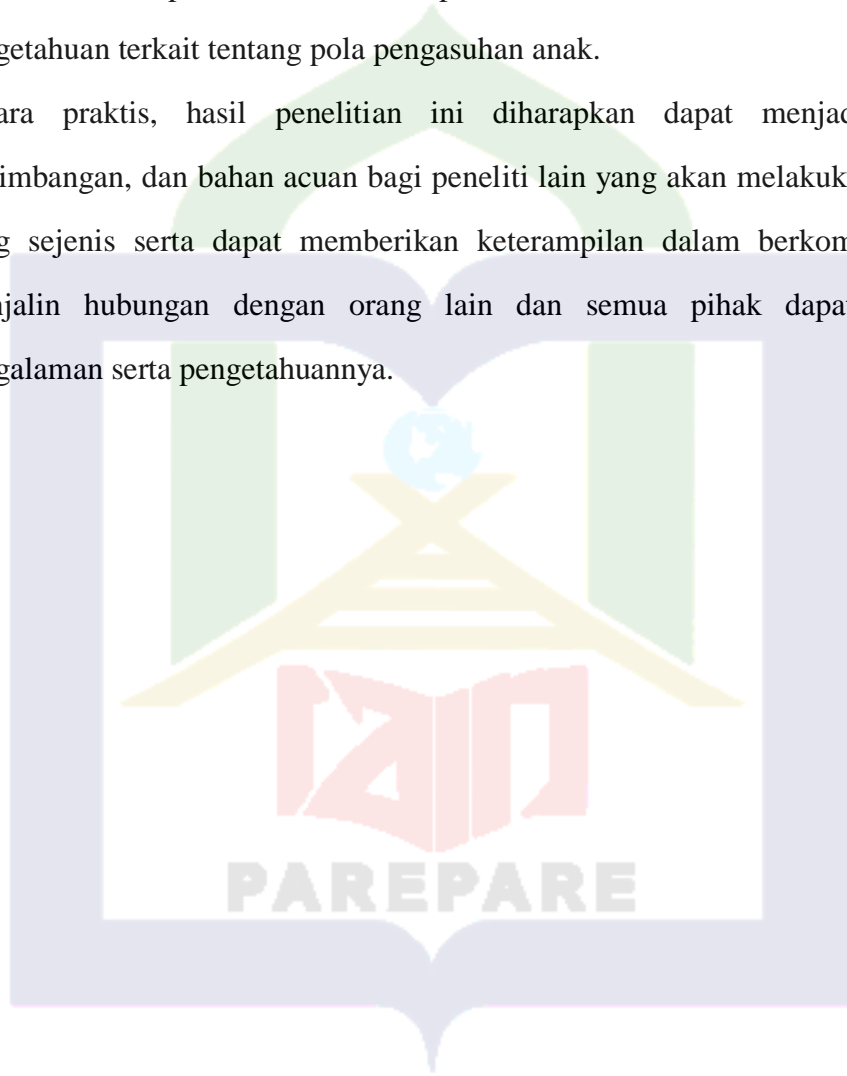 getahuan terkait tentang pola pengasuhan anak.
ara praktis, hasil penelitian ini diharapkan dapat menjad
imbangan, dan bahan acuan bagi peneliti lain yang akan melakuk
g sejenis serta dapat memberikan keterampilan dalam berkom
jalin hubungan dengan orang lain dan semua pihak dapat
galaman serta pengetahuannya.
iain
PAREPARE